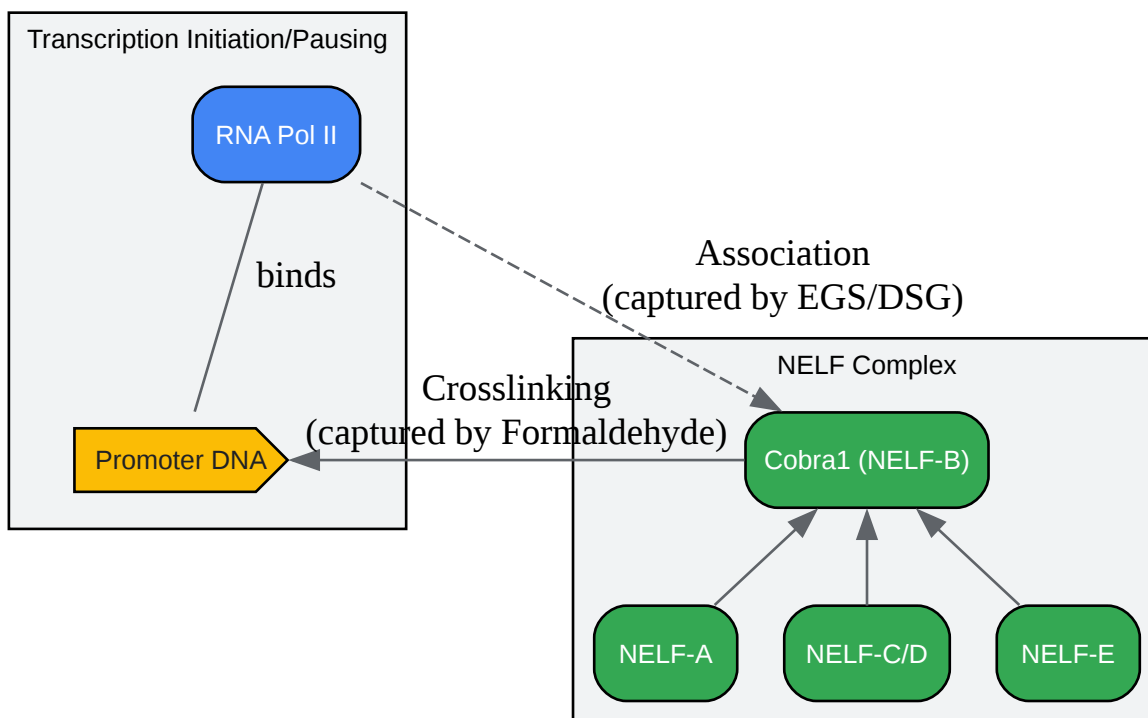 Transcription Initiation/Pausing
RNA Pol II
binds
Association
(captured by EGS/DSG)
NELF Complex
Crosslinking
(captured by Formaldehyde)
Promoter DNA
Cobra1 (NELF-B)
NELF-A
NELF-C/D
NELF-E